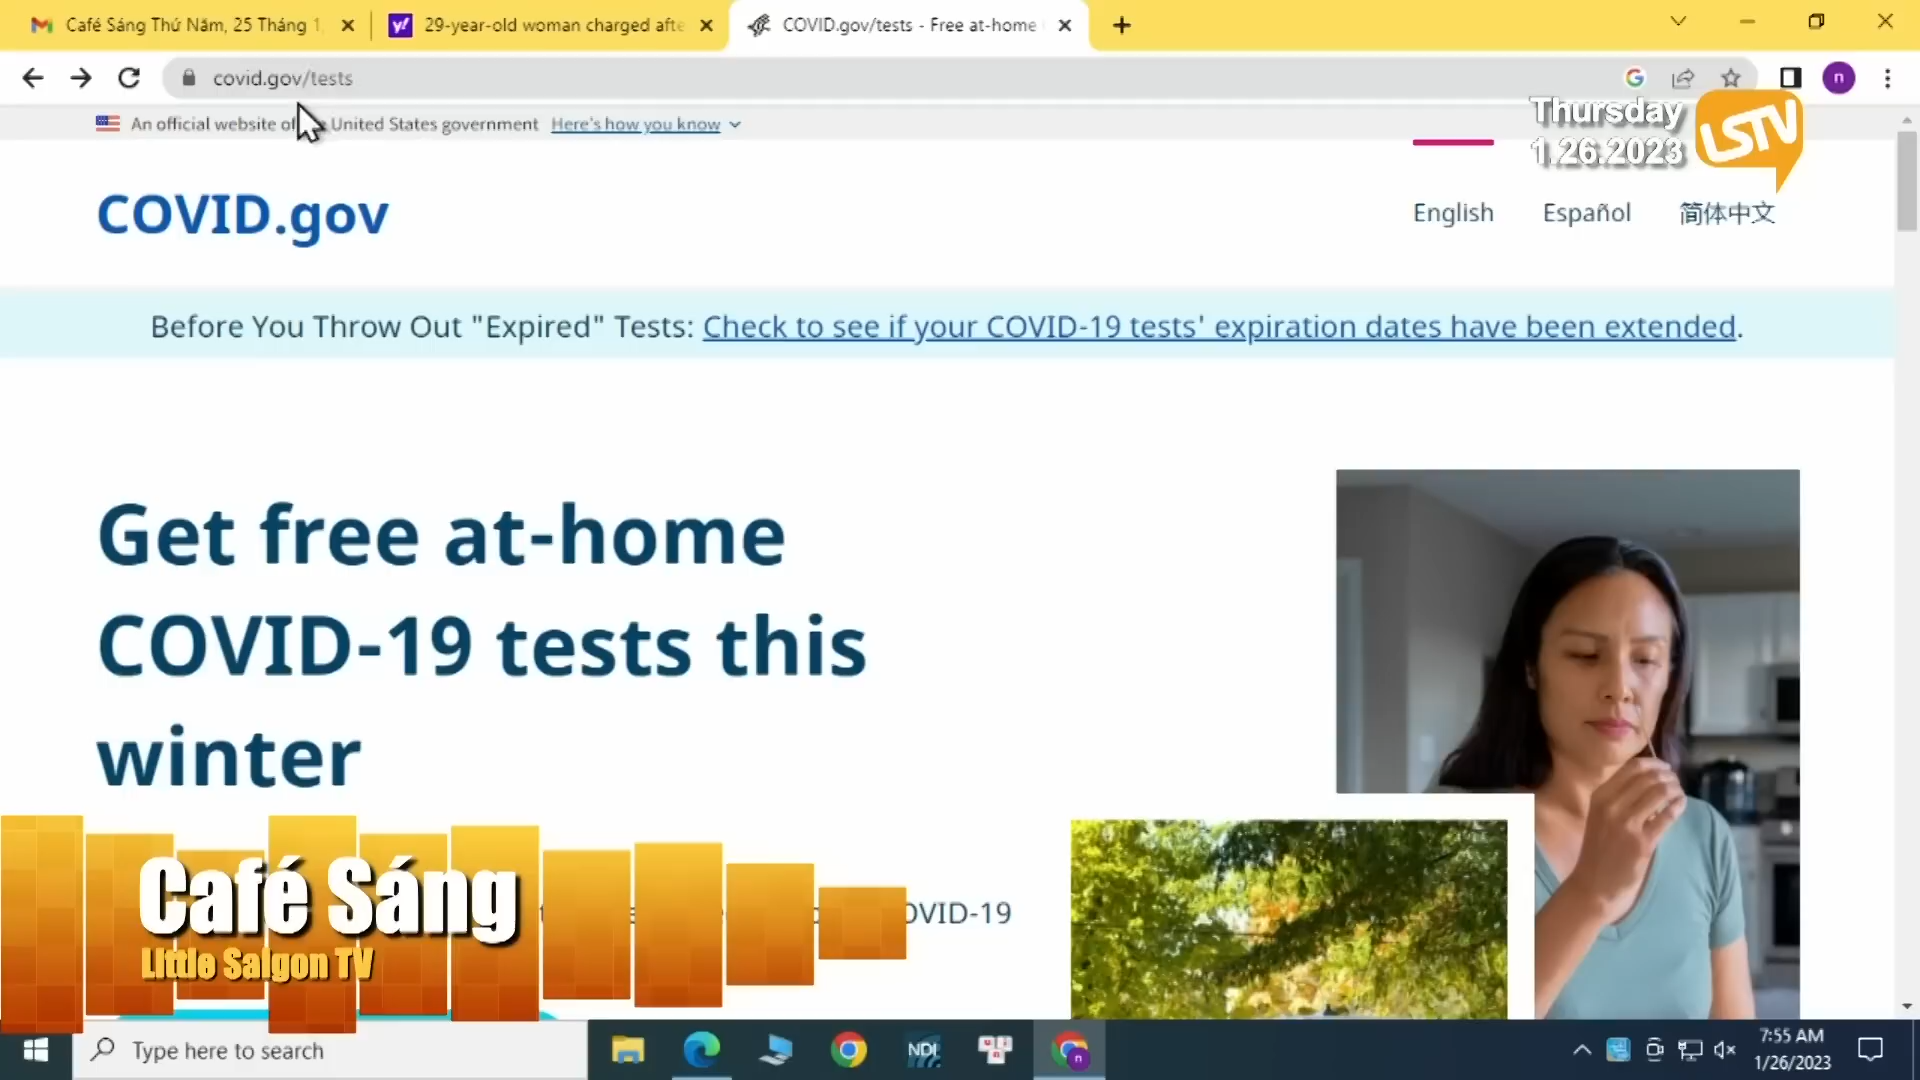 Café Sáng Thứ Năm, 25 Tháng 1,
29-year-old woman charged afte
COVID.gov/tests - Free at-home
covid.gov/tests
n
An official website of United States government Here's how you know
Thursday
1.26.2023
LSTV
COVID.gov
English Español 简体中文
Before You Throw Out "Expired" Tests: Check to see if your COVID-19 tests' expiration dates have been extended.
Get free at-home
COVID-19 tests this
winter
OVID-19
Café Sáng
Little Saigon TV
Type here to search
NDI
n
7:55 AM
1/26/2023